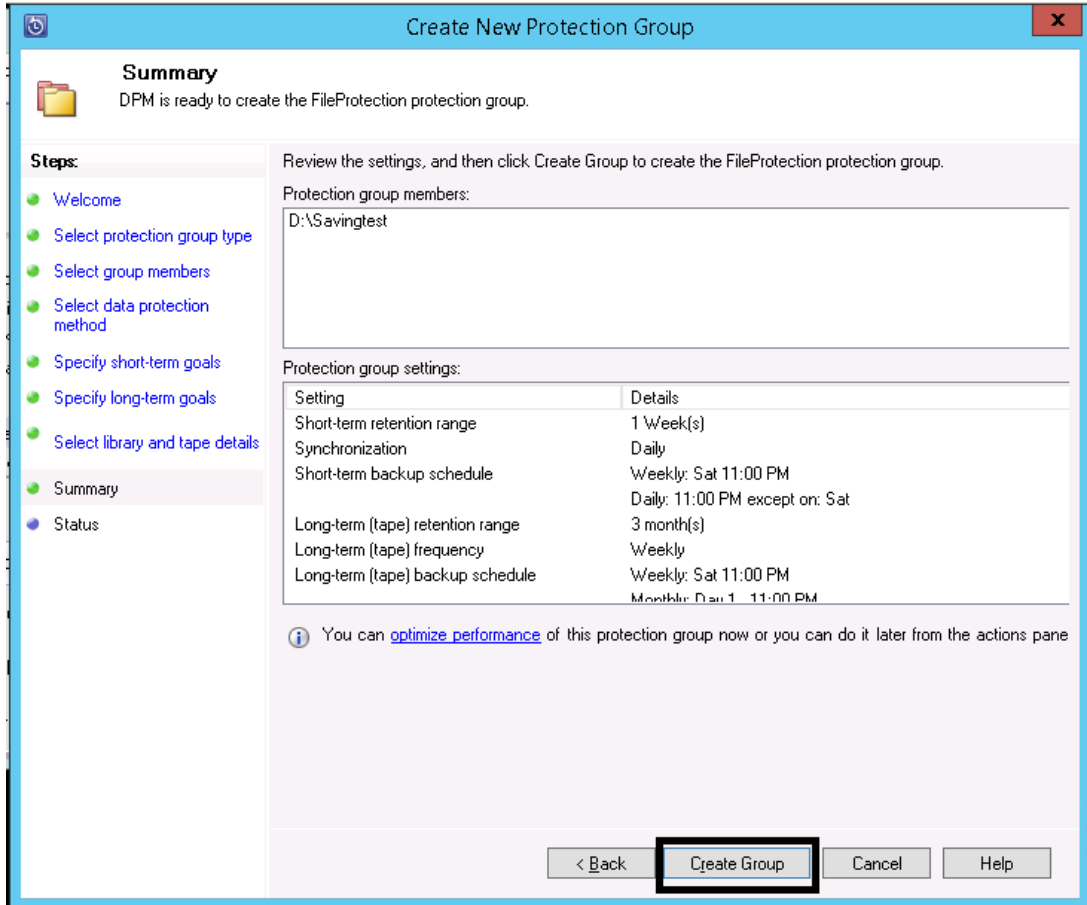 Create New Protection Group
x
Summary
DPM is ready to create the FileProtection protection group.
Steps:
Welcome
Select protection group type
Select group members
Select data protection
method
Specify short-term goals
Specify long-term goals
Select library and tape details
Summary
Status
Review the settings, and then click Create Group to create the FileProtection protection group.
Protection group members:
D:\Savingtest
Protection group settings:
Setting Details
Short-term retention range 1 Week(s)
Synchronization Daily
Short-term backup schedule Weekly: Sat 11:00 PM
Daily: 11:00 PM except on: Sat
Long-term (tape) retention range 3 month(s)
Long-term (tape) frequency Weekly
Long-term (tape) backup schedule Weekly: Sat 11:00 PM
Monthly: Day 1 11:00 PM
You can optimize performance of this protection group now or you can do it later from the actions pane
< Back Create Group Cancel Help